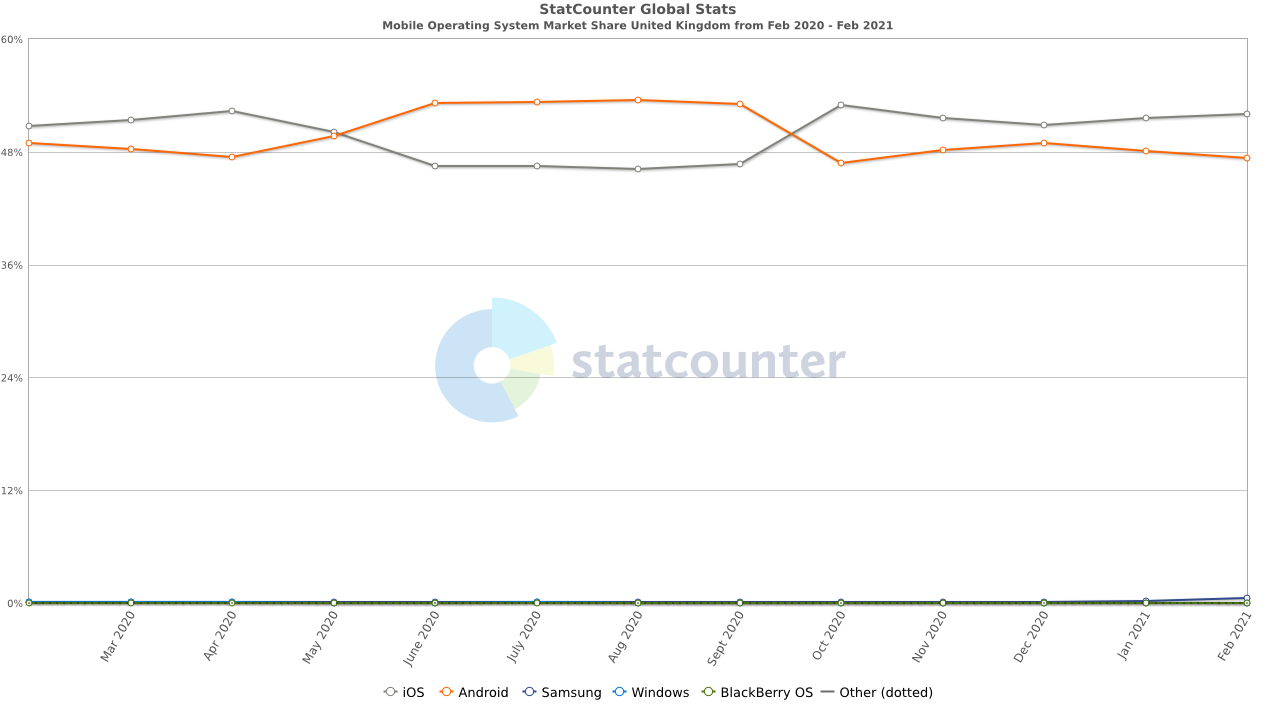 StatCounter Global Stats
Mobile Operating System Market Share United Kingdom from Feb 2020 - Feb 2021
60%
48%
36%
24%
12%
0%
statcounter
Mar 2020
Apr 2020
May 2020
June 2020
July 2020
Aug 2020
Sept 2020
Oct 2020
Nov 2020
Dec 2020
Jan 2021
Feb 2021
iOS Android Samsung Windows BlackBerry OS Other (dotted)